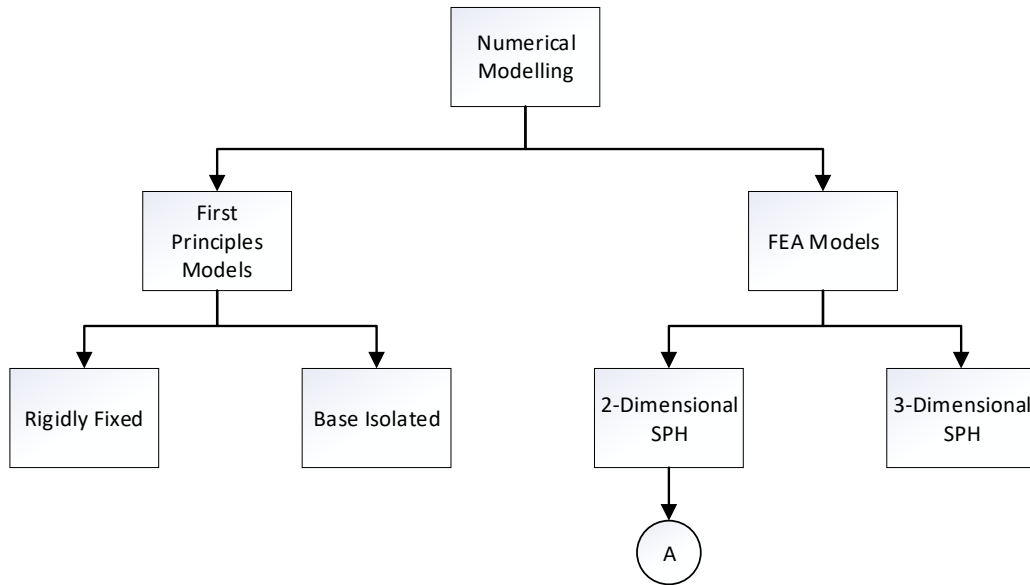 Numerical
Modelling
First
Principles
Models
FEA Models
Rigidly Fixed
Base Isolated
2-Dimensional
SPH
3-Dimensional
SPH
A